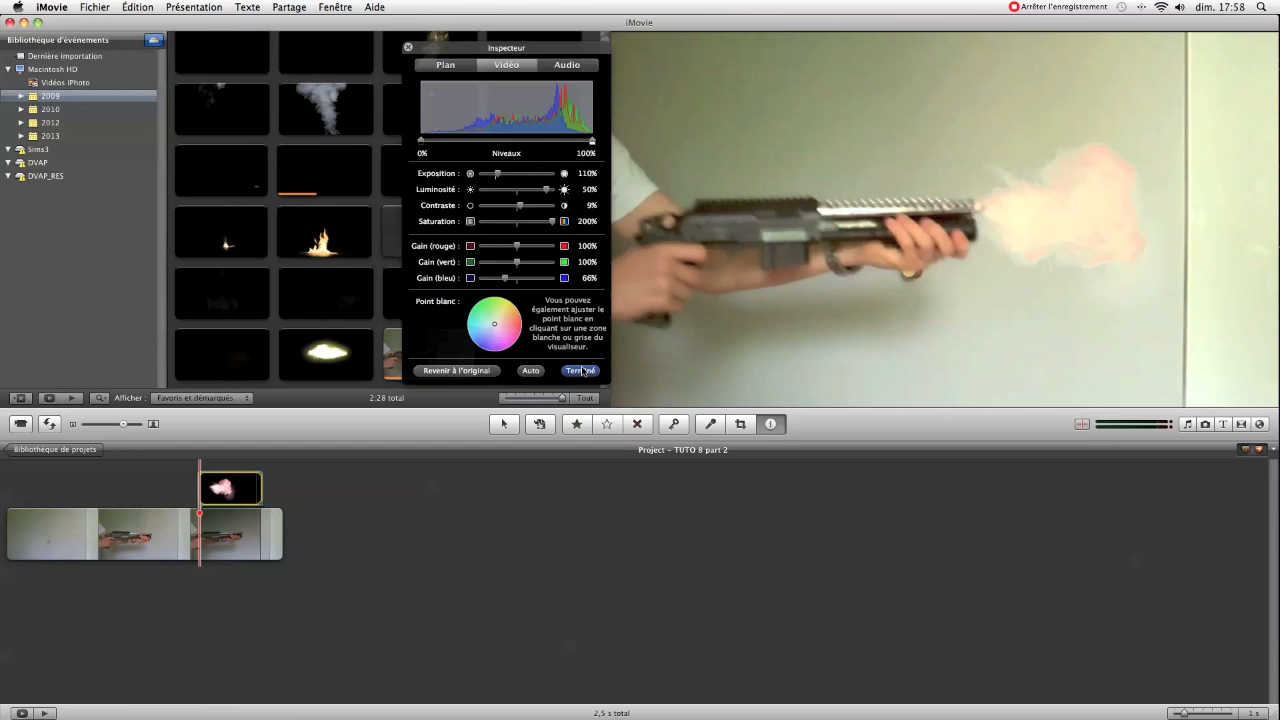 iMovie Fichier Édition Présentation Texte Partage Fenêtre Aide Arrêter l'enregistrement dim. 17:58
iMovie
Bibliothèque d'événements
Dernière importation
Macintosh HD
Vidéos iPhoto
2009
2010
2012
2013
Sims3
DVAP
DVAP_RES
Inspecteur
Plan Vidéo Audio
0% Niveaux 100%
Exposition : 110%
Luminosité : 50%
Contraste : 9%
Saturation : 200%
Gain (rouge) : 100%
Gain (vert) : 100%
Gain (bleu) : 66%
Point blanc :
Vous pouvez
également ajuster le
point blanc en
cliquant sur une zone
blanche ou grise du
visualiseur.
Revenir à l'original Auto Terminé
Afficher : Favoris et démarqués 2:28 total Tout
Bibliothèque de projets Project - TUTO 8 part 2
2,5 s total 1 s